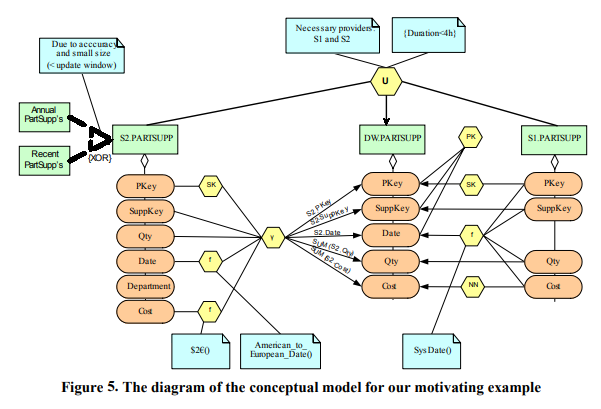 Due to acccuracy
and small size
(< update window)
Necessary providers:
S1 and S2
{Duration<4h}
U
Annual
PartSupp's
Recent
PartSupp's
{XOR}
S2.PARTSUPP
DW.PARTSUPP
PK
S1.PARTSUPP
PKey
SK
S2.PKey
PKey
SK
PKey
SuppKey
S2.SuppKey
SuppKey
SuppKey
Qty
γ
S2.Date
Date
f
Date
f
SUM(S2.Qty)
Qty
Qty
Department
SUM(S2.Cost)
Cost
f
Cost
NN
Cost
$2€()
American_to_
European_Date()
SysDate()
Figure 5. The diagram of the conceptual model for our motivating example